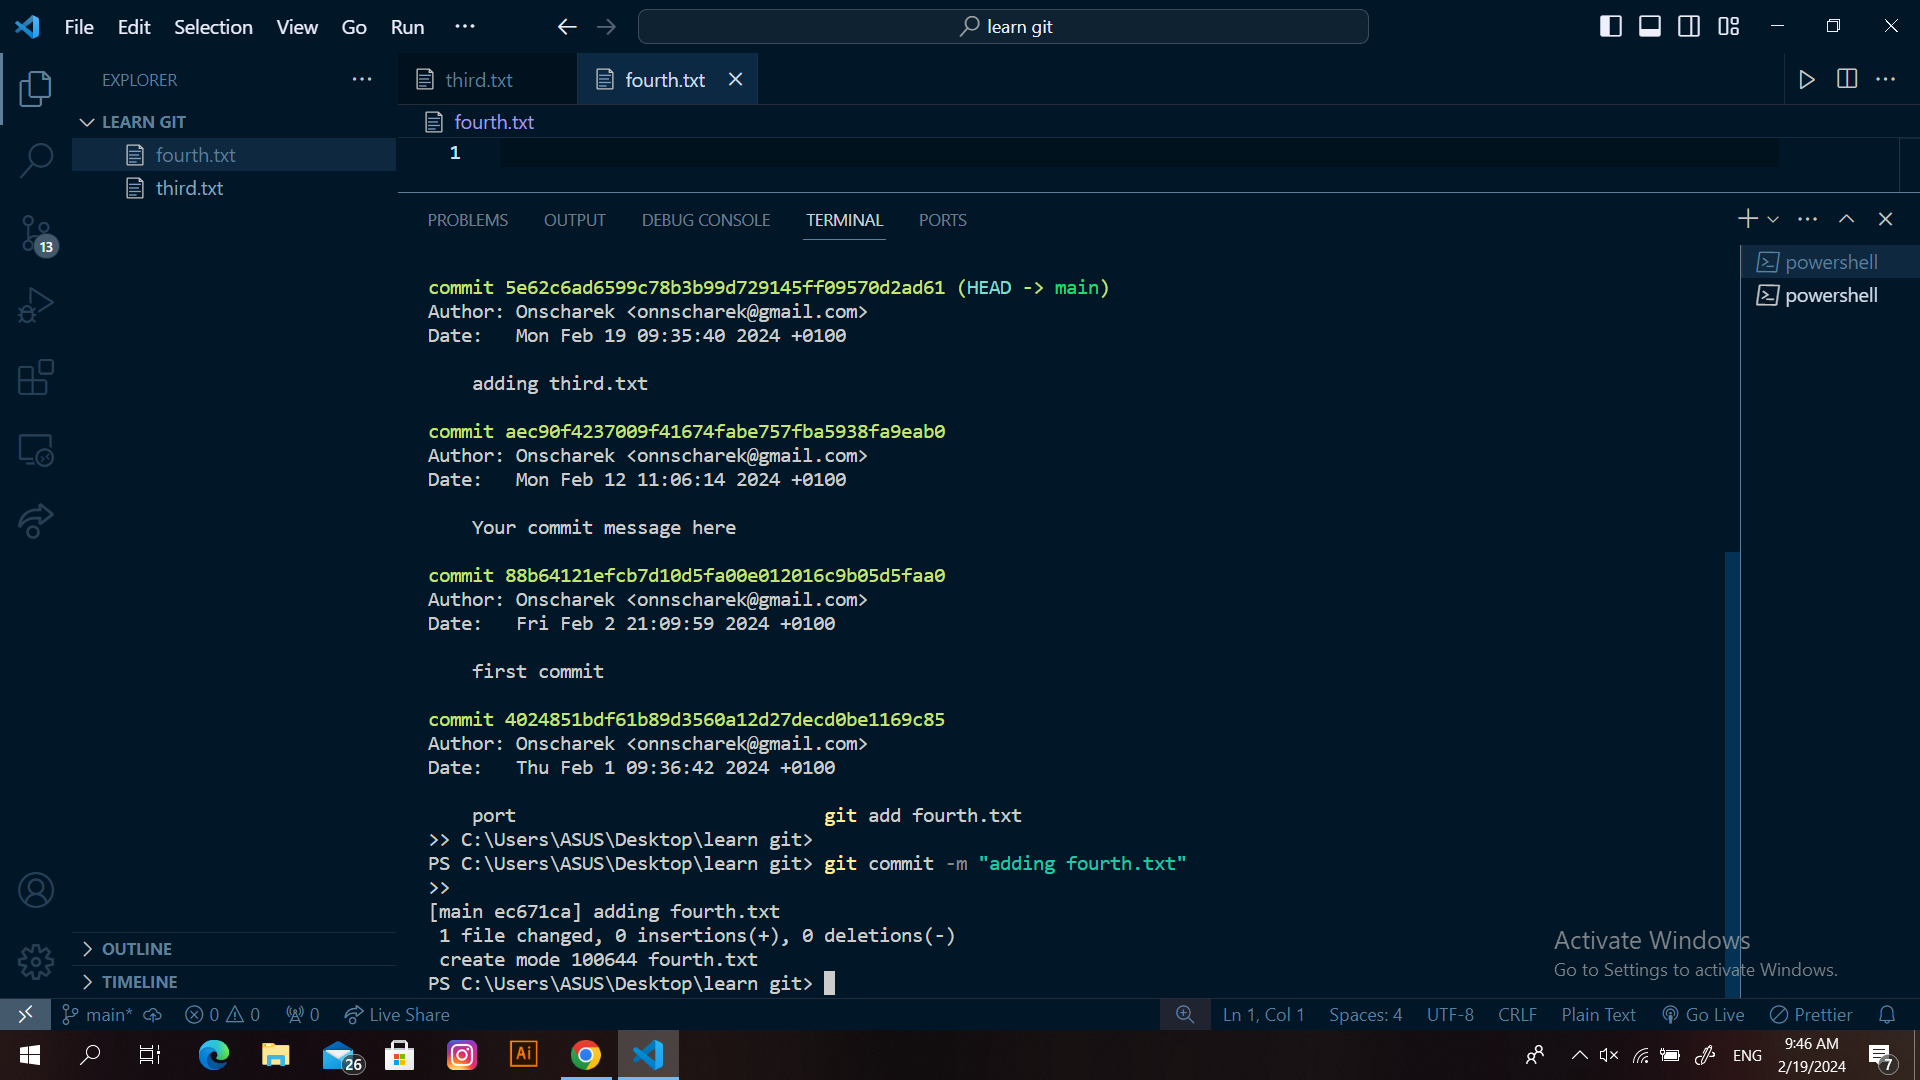 File Edit Selection View Go Run ··· learn git
EXPLORER ···
LEARN GIT
fourth.txt
third.txt
13
OUTLINE
TIMELINE
third.txt fourth.txt
fourth.txt
1
PROBLEMS OUTPUT DEBUG CONSOLE TERMINAL PORTS
powershell
powershell
commit 5e62c6ad6599c78b3b99d729145ff09570d2ad61 (HEAD -> main)
Author: Onscharek <onnscharek@gmail.com>
Date:   Mon Feb 19 09:35:40 2024 +0100
adding third.txt
commit aec90f4237009f41674fabe757fba5938fa9eab0
Author: Onscharek <onnscharek@gmail.com>
Date:   Mon Feb 12 11:06:14 2024 +0100
Your commit message here
commit 88b64121efcb7d10d5fa00e012016c9b05d5faa0
Author: Onscharek <onnscharek@gmail.com>
Date:   Fri Feb 2 21:09:59 2024 +0100
first commit
commit 4024851bdf61b89d3560a12d27decd0be1169c85
Author: Onscharek <onnscharek@gmail.com>
Date:   Thu Feb 1 09:36:42 2024 +0100
port git add fourth.txt
>> C:\Users\ASUS\Desktop\learn git>
PS C:\Users\ASUS\Desktop\learn git> git commit -m "adding fourth.txt"
>>
[main ec671ca] adding fourth.txt
1 file changed, 0 insertions(+), 0 deletions(-)
create mode 100644 fourth.txt
PS C:\Users\ASUS\Desktop\learn git>
Activate Windows
Go to Settings to activate Windows.
main* 0 0 0 Live Share Ln 1, Col 1 Spaces: 4 UTF-8 CRLF Plain Text Go Live Prettier
26 Ai ENG 9:46 AM
2/19/2024 7